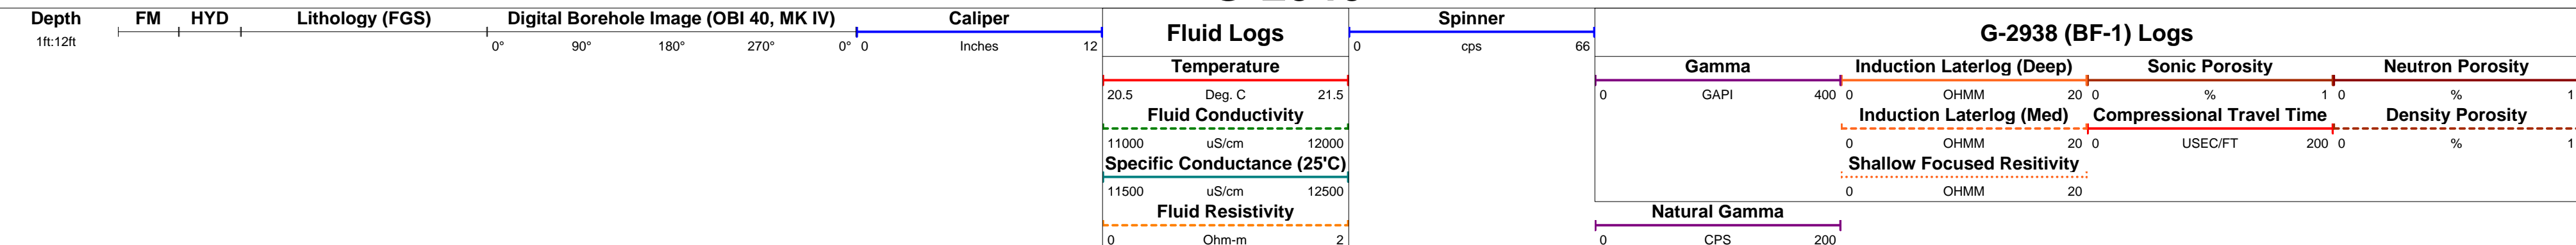 Depth FM HYD Lithology (FGS) Digital Borehole Image (OBI 40, MK IV) Caliper Fluid Logs Spinner G-2938 (BF-1) Logs
1ft:12ft 0° 90° 180° 270° 0° 0 Inches 12 0 cps 66
Temperature Gamma Induction Laterlog (Deep) Sonic Porosity Neutron Porosity
20.5 Deg. C 21.5 0 GAPI 400 0 OHMM 20 0 % 1 0 % 1
Fluid Conductivity Induction Laterlog (Med) Compressional Travel Time Density Porosity
11000 uS/cm 12000 0 OHMM 20 0 USEC/FT 200 0 % 1
Specific Conductance (25'C) Shallow Focused Resitivity
11500 uS/cm 12500 0 OHMM 20
Fluid Resistivity Natural Gamma
0 Ohm-m 2 0 CPS 200